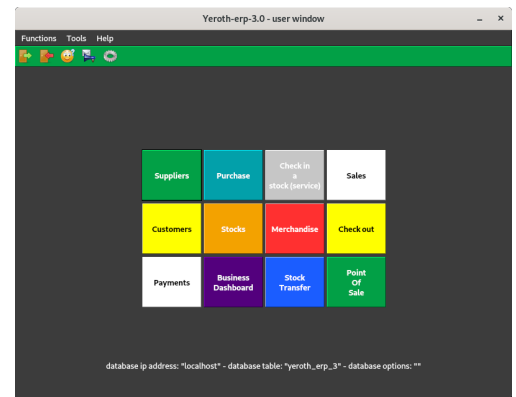 Yeroth-erp-3.0 - user window
Functions Tools Help
Suppliers
Purchase
Check in
a
stock (service)
Sales
Customers
Stocks
Merchandise
Check out
Payments
Business
Dashboard
Stock
Transfer
Point
Of
Sale
database ip address: "localhost" - database table: "yeroth_erp_3" - database options: ""